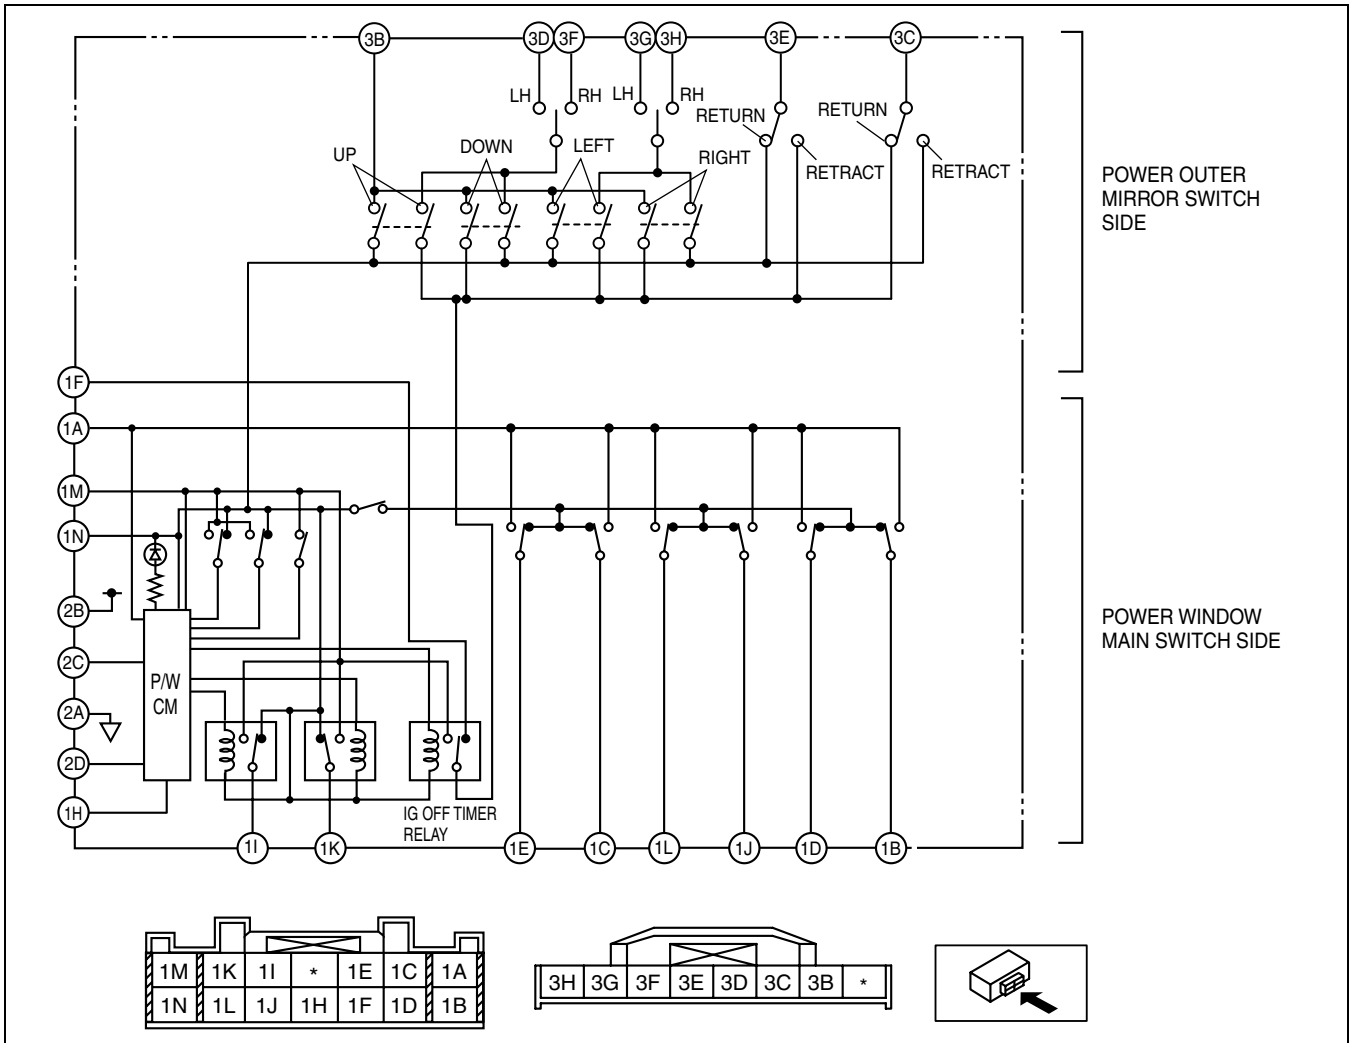 3B 3D 3F 3G 3H 3E 3C
LH RH LH RH
RETURN RETURN
UP DOWN LEFT RIGHT
RETRACT RETRACT
POWER OUTER
MIRROR SWITCH
SIDE
1F
1A
1M
1N
2B
2C
P/W
CM
2A
2D
1H
POWER WINDOW
MAIN SWITCH SIDE
IG OFF TIMER
RELAY
1I 1K 1E 1C 1L 1J 1D 1B
1M 1K 1I * 1E 1C 1A
1N 1L 1J 1H 1F 1D 1B
3H 3G 3F 3E 3D 3C 3B *